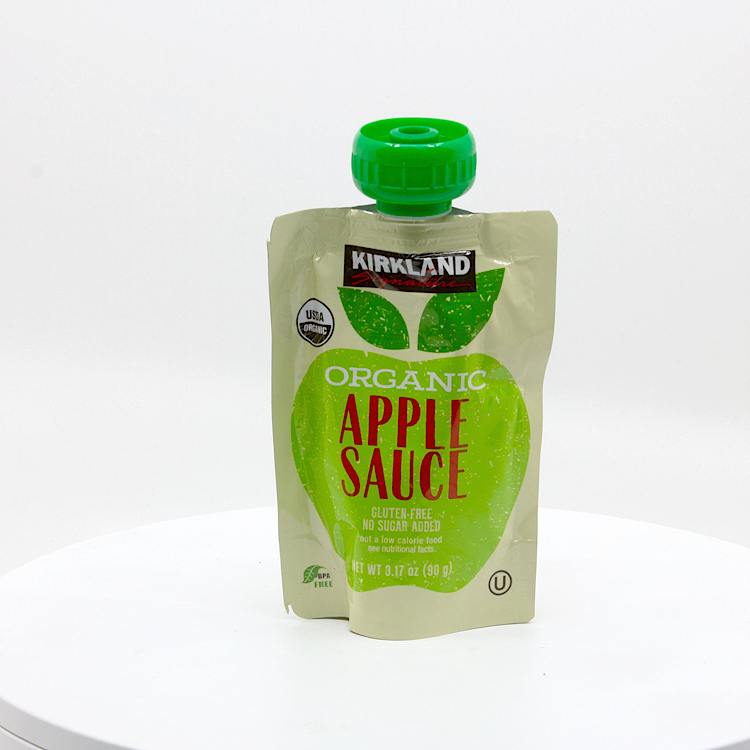 KIRKLAND
Signature
USDA
ORGANIC
ORGANIC
APPLE
SAUCE
GLUTEN-FREE
NO SUGAR ADDED
not a low calorie food
see nutritional facts.
NET WT 3.17 oz (90 g)
BPA
FREE
U